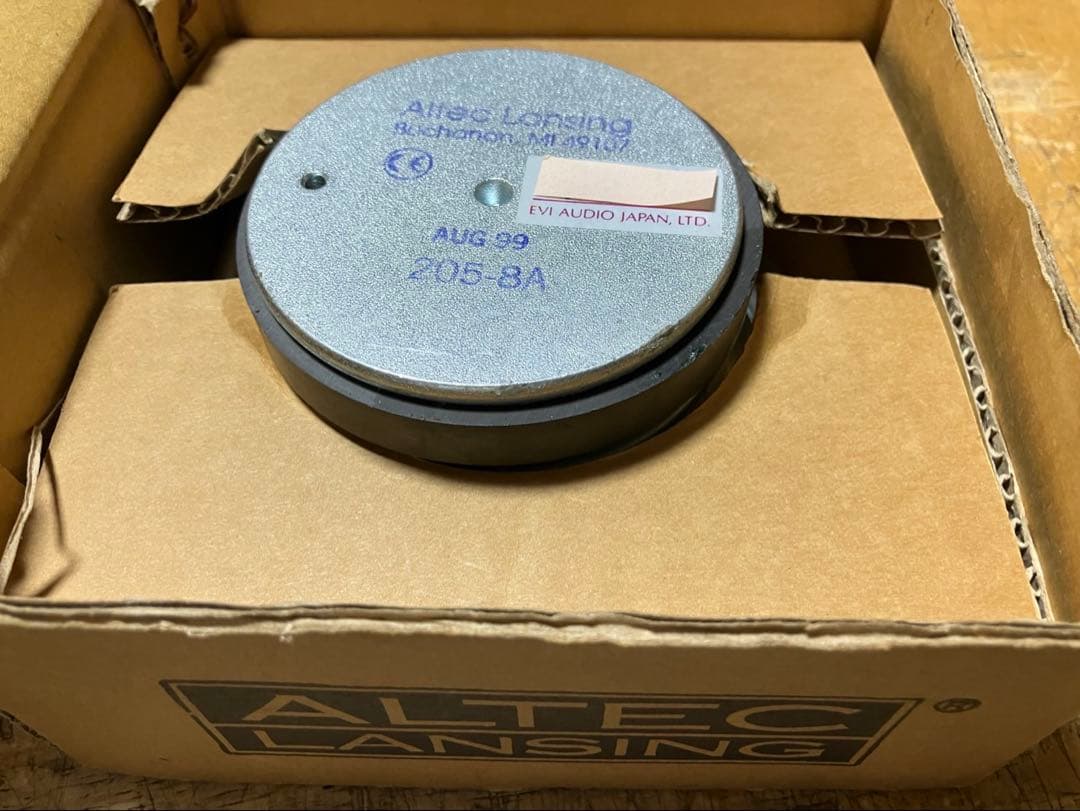 Altec Lansing
Buchanan, MI 49107
CE
EVI AUDIO JAPAN, LTD.
AUG 99
205-8A
ALTEC ®
LANSING